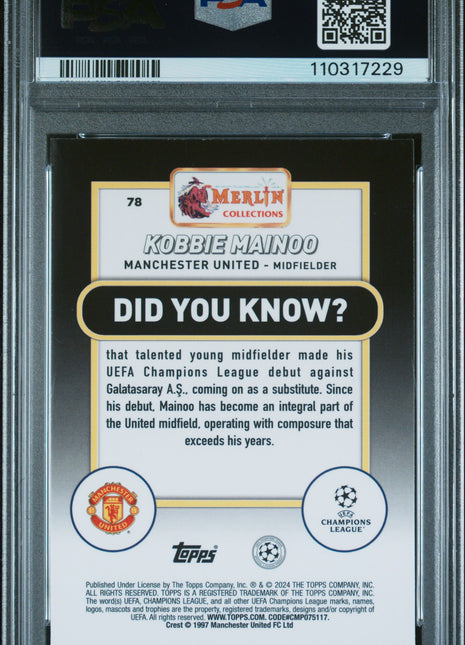 PSA
110317229
78
MERLIN
COLLECTIONS
KOBBIE MAINOO
MANCHESTER UNITED - MIDFIELDER
DID YOU KNOW?
that talented young midfielder made his
UEFA Champions League debut against
Galatasaray A.Ş., coming on as a substitute. Since
his debut, Mainoo has become an integral part of
the United midfield, operating with composure that
exceeds his years.
MANCHESTER
UNITED
UEFA
CHAMPIONS
LEAGUE
Topps
Published Under License by The Topps Company, Inc. ® & © 2024 THE TOPPS COMPANY, INC.
ALL RIGHTS RESERVED. TOPPS IS A REGISTERED TRADEMARK OF THE TOPPS COMPANY, INC.
The word(s) UEFA, CHAMPIONS LEAGUE, and all other UEFA Champions League marks, names,
logos, mascots and trophies are the property, registered trademarks, designs and/or copyright of
UEFA. All rights reserved. WWW.TOPPS.COM. CODE#CMP075117.
Crest © 1997 Manchester United FC Ltd